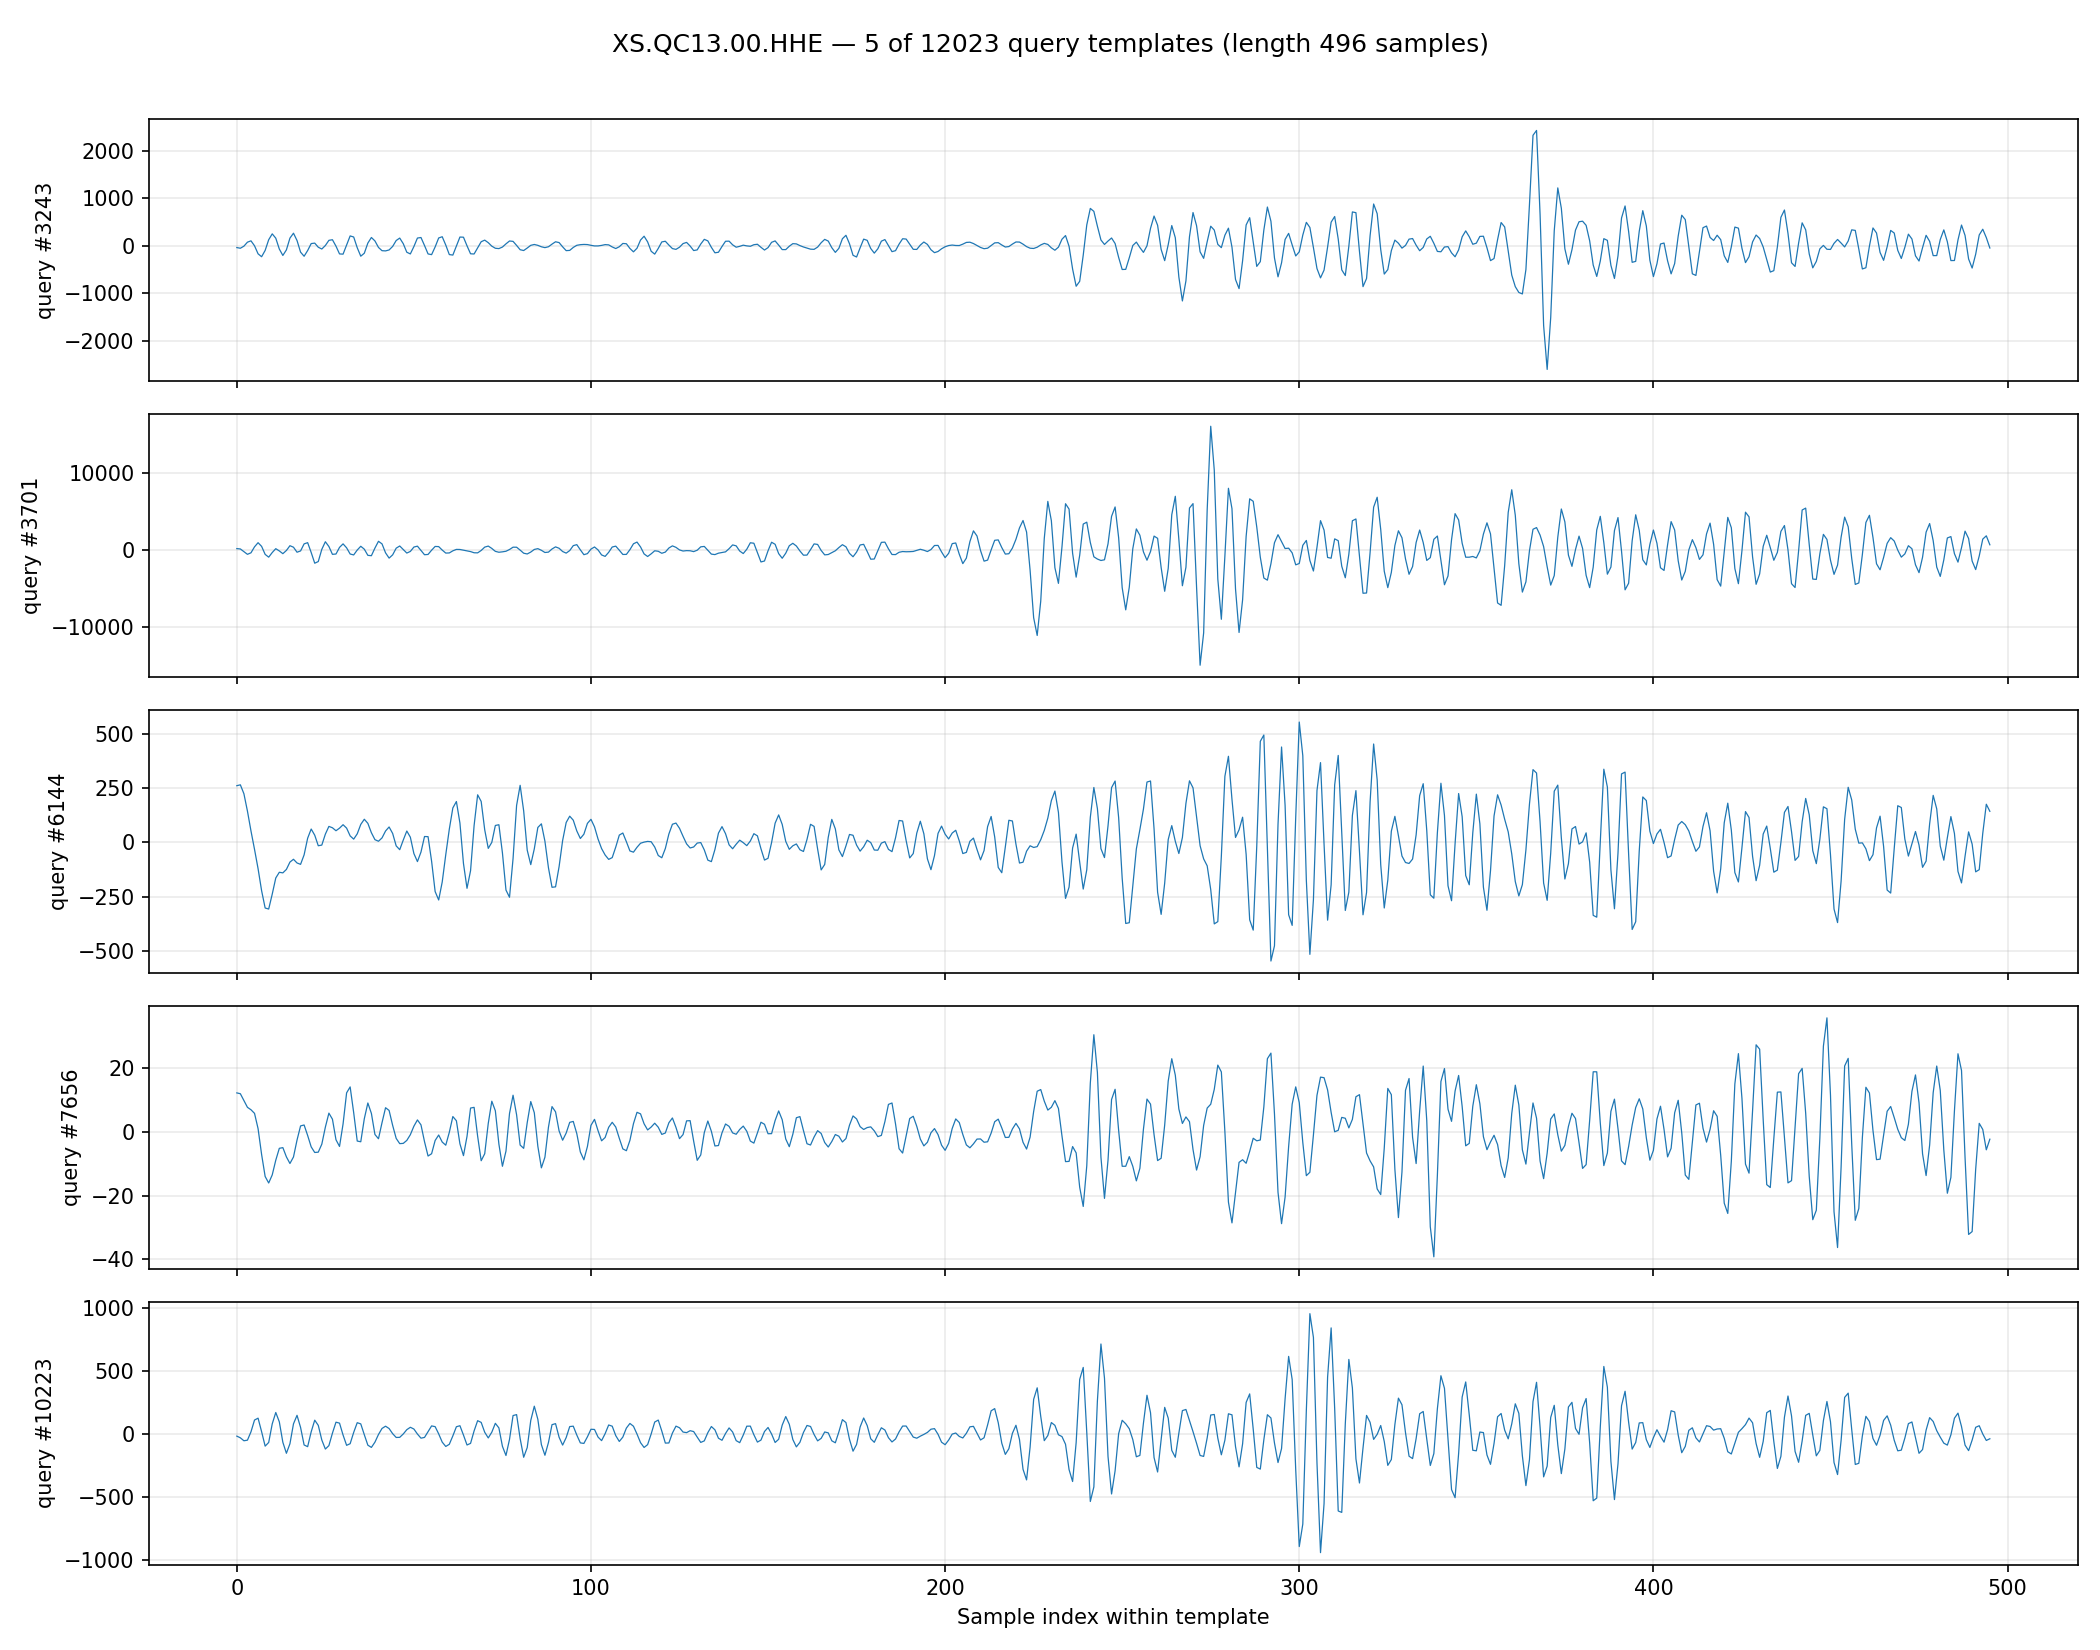 XS.QC13.00.HHE — 5 of 12023 query templates (length 496 samples)
query #3243
2000
1000
0
−1000
−2000
query #3701
10000
0
−10000
query #6144
500
250
0
−250
−500
query #7656
20
0
−20
−40
query #10223
1000
500
0
−500
−1000
0 100 200 300 400 500
Sample index within template